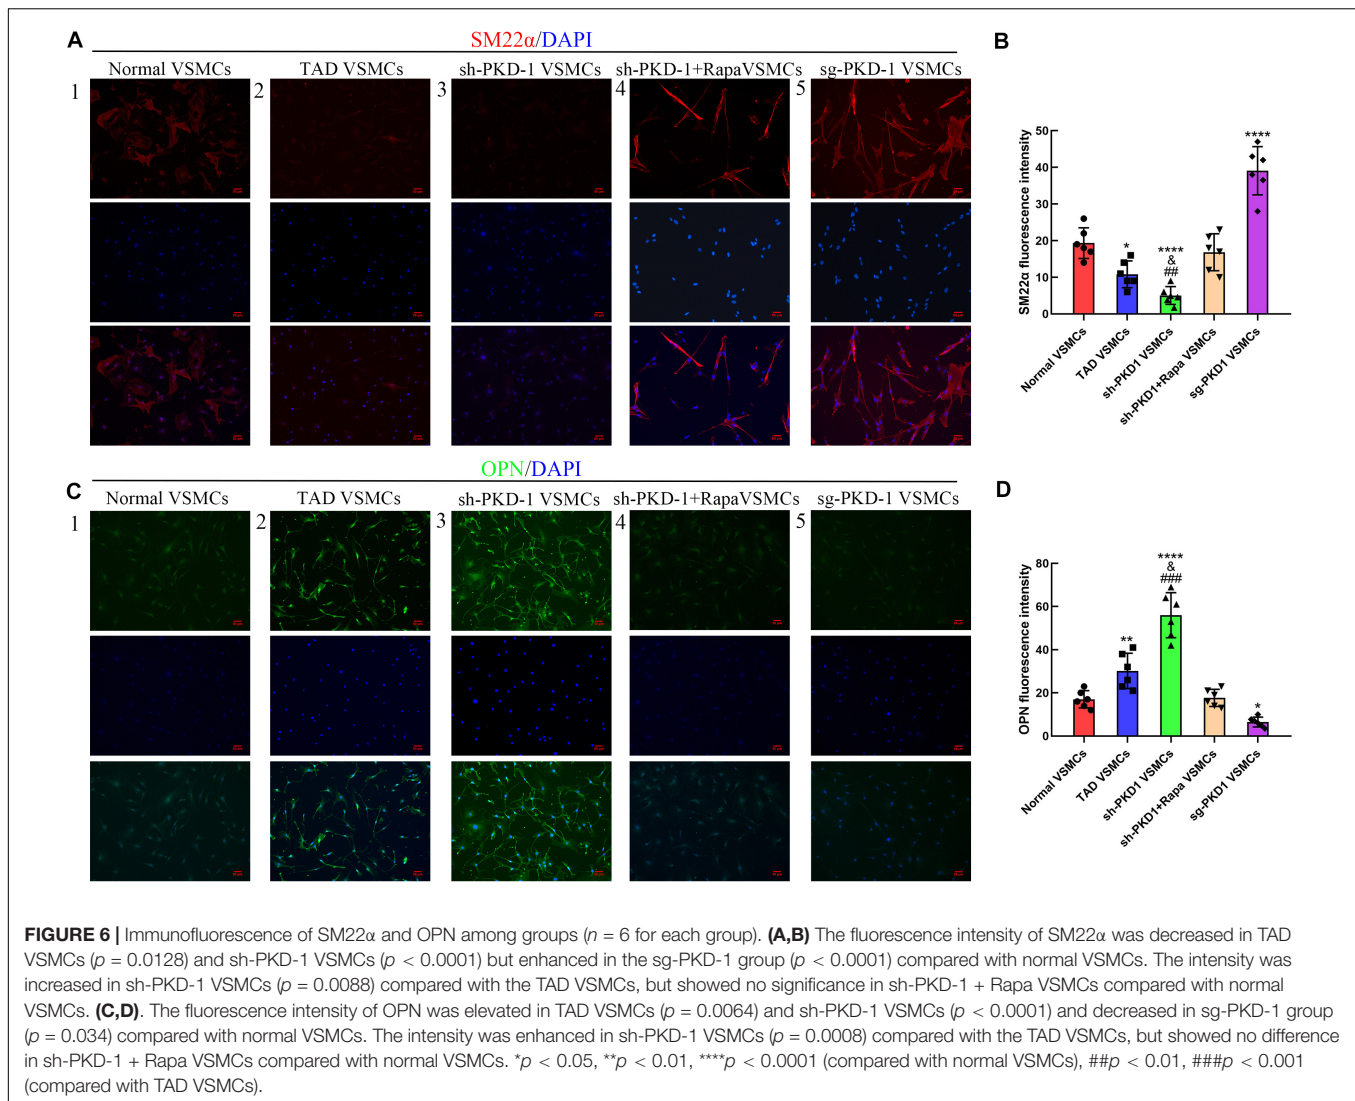 A
SM22α/DAPI
Normal VSMCs
TAD VSMCs
sh-PKD-1 VSMCs
sh-PKD-1+RapaVSMCs
sg-PKD-1 VSMCs
1
2
3
4
5
B
SM22α fluorescence intensity
50
40
30
20
10
0
*
****
&
##
****
Normal VSMCs
TAD VSMCs
sh-PKD1 VSMCs
sh-PKD1+Rapa VSMCs
sg-PKD1 VSMCs
C
OPN/DAPI
Normal VSMCs
TAD VSMCs
sh-PKD-1 VSMCs
sh-PKD-1+RapaVSMCs
sg-PKD-1 VSMCs
1
2
3
4
5
D
OPN fluorescence intensity
80
60
40
20
0
**
****
&
###
*
Normal VSMCs
TAD VSMCs
sh-PKD1 VSMCs
sh-PKD1+Rapa VSMCs
sg-PKD1 VSMCs
FIGURE 6 | Immunofluorescence of SM22α and OPN among groups (n = 6 for each group). (A,B) The fluorescence intensity of SM22α was decreased in TAD
VSMCs (p = 0.0128) and sh-PKD-1 VSMCs (p < 0.0001) but enhanced in the sg-PKD-1 group (p < 0.0001) compared with normal VSMCs. The intensity was
increased in sh-PKD-1 VSMCs (p = 0.0088) compared with the TAD VSMCs, but showed no significance in sh-PKD-1 + Rapa VSMCs compared with normal
VSMCs. (C,D). The fluorescence intensity of OPN was elevated in TAD VSMCs (p = 0.0064) and sh-PKD-1 VSMCs (p < 0.0001) and decreased in sg-PKD-1 group
(p = 0.034) compared with normal VSMCs. The intensity was enhanced in sh-PKD-1 VSMCs (p = 0.0008) compared with the TAD VSMCs, but showed no difference
in sh-PKD-1 + Rapa VSMCs compared with normal VSMCs. *p < 0.05, **p < 0.01, ****p < 0.0001 (compared with normal VSMCs), ##p < 0.01, ###p < 0.001
(compared with TAD VSMCs).